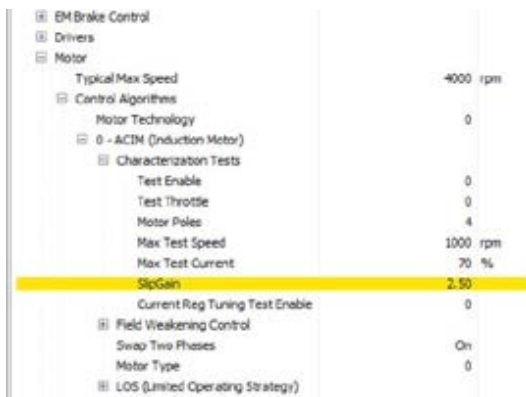 EM Brake Control
Drivers
Motor
Typical Max Speed 4000 rpm
Control Algorithms
Motor Technology 0
0 - ACIM (Induction Motor)
Characterization Tests
Test Enable 0
Test Throttle 0
Motor Poles 4
Max Test Speed 1000 rpm
Max Test Current 70 %
SlipGain 2.50
Current Reg Tuning Test Enable 0
Field Weakening Control
Swap Two Phases On
Motor Type 0
LOS (Limited Operating Strategy)